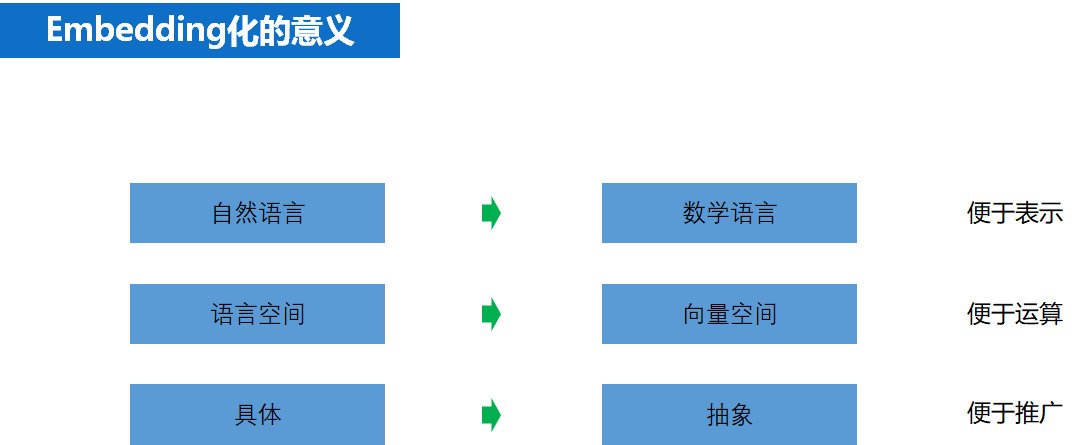 Embedding化的意义
自然语言 数学语言 便于表示
语言空间 向量空间 便于运算
具体 抽象 便于推广